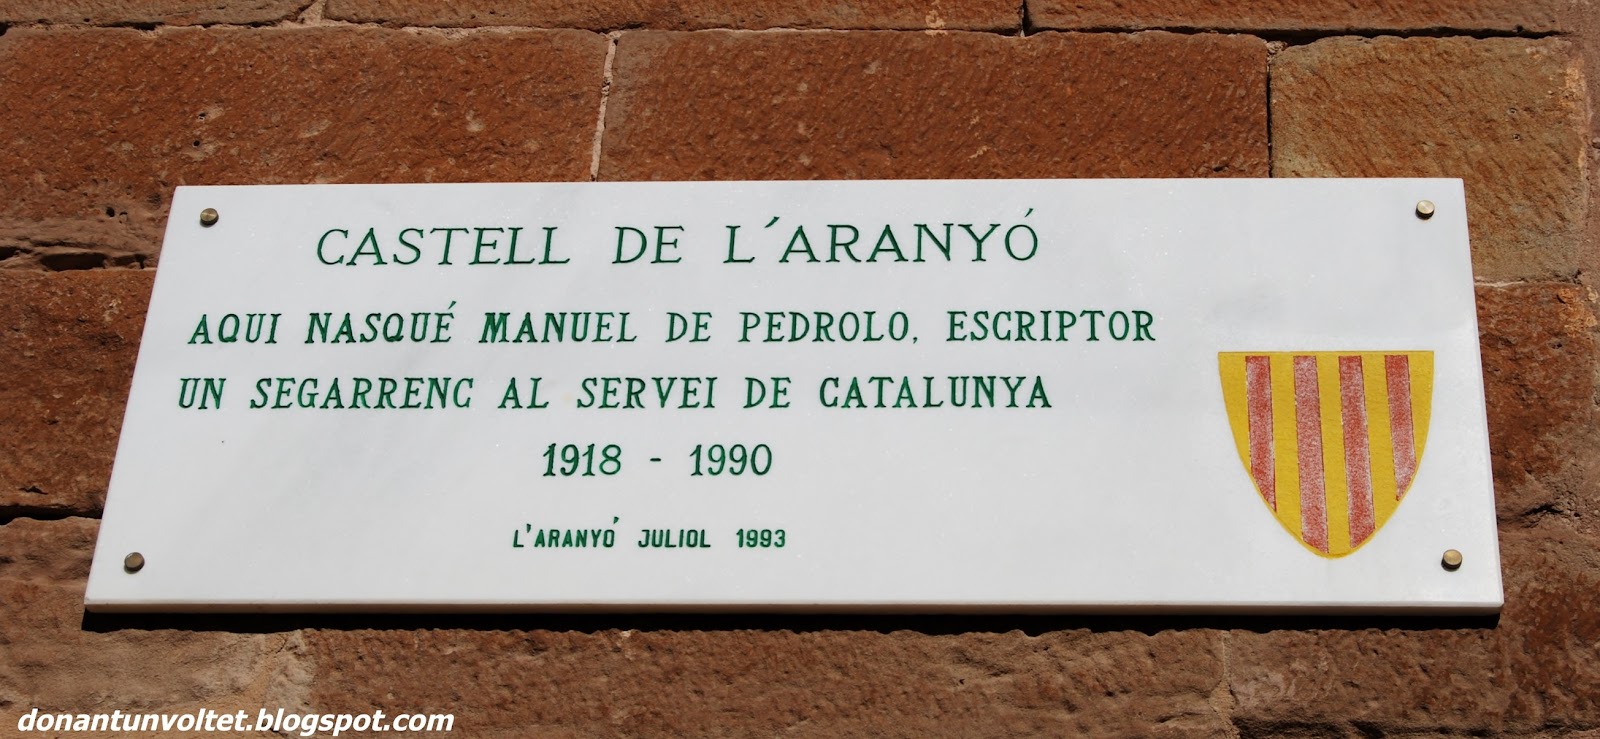 CASTELL DE L´ARANYÓ
AQUI NASQUÉ MANUEL DE PEDROLO, ESCRIPTOR
UN SEGARRENC AL SERVEI DE CATALUNYA
1918 - 1990
L'ARANYÓ JULIOL 1993
donantunvoltet.blogspot.com